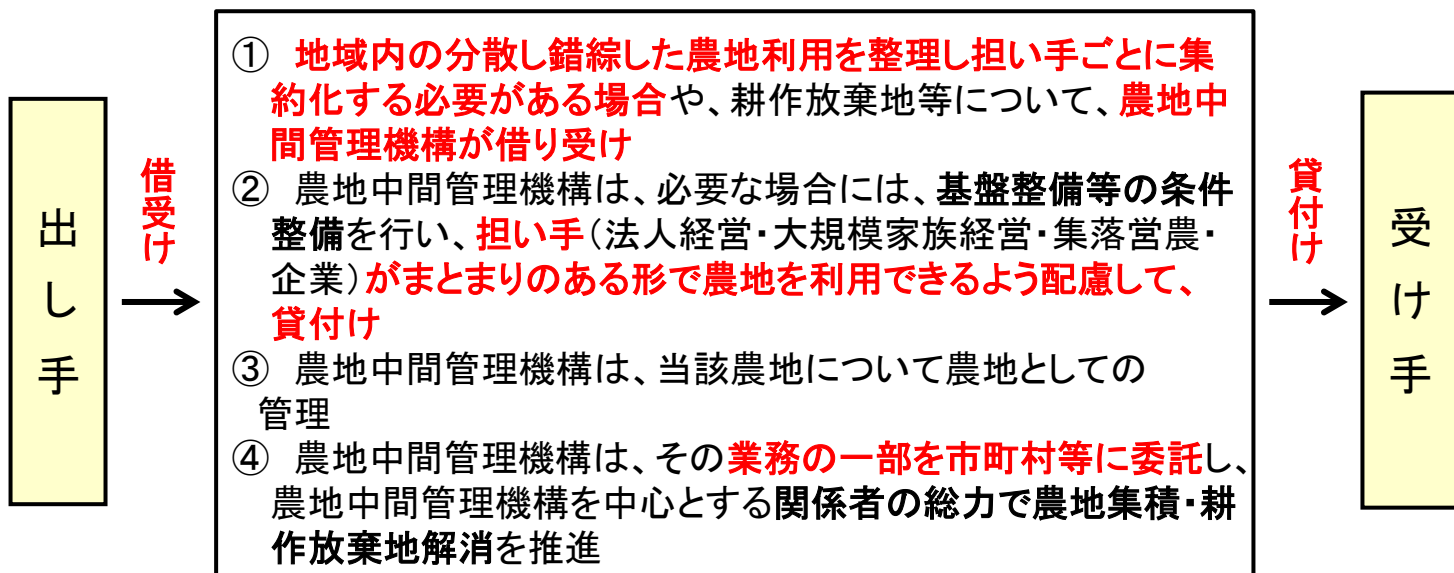 出し手
借受け
① 地域内の分散し錯綜した農地利用を整理し担い手ごとに集
約化する必要がある場合や、耕作放棄地等について、農地中
間管理機構が借り受け
② 農地中間管理機構は、必要な場合には、基盤整備等の条件
整備を行い、担い手(法人経営・大規模家族経営・集落営農・
企業)がまとまりのある形で農地を利用できるよう配慮して、
貸付け
③ 農地中間管理機構は、当該農地について農地としての
管理
④ 農地中間管理機構は、その業務の一部を市町村等に委託し、
農地中間管理機構を中心とする関係者の総力で農地集積・耕
作放棄地解消を推進
貸付け
受け手